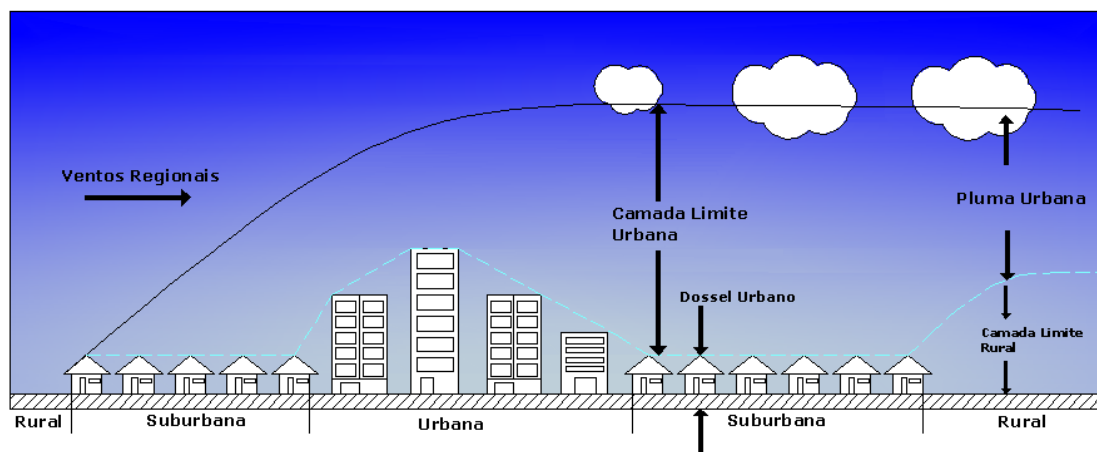 Ventos Regionais
Camada Limite
Urbana
Pluma Urbana
Dossel Urbano
Camada Limite
Rural
Rural
Suburbana
Urbana
Suburbana
Rural